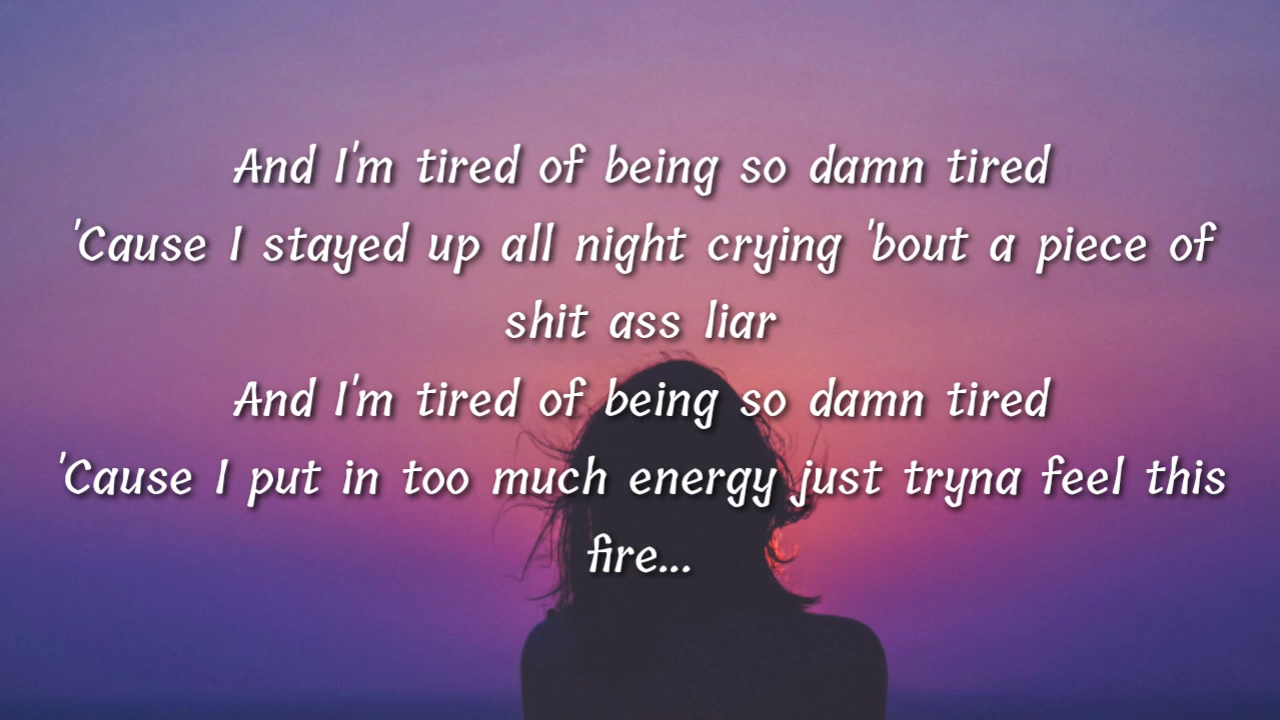 And I'm tired of being so damn tired
'Cause I stayed up all night crying 'bout a piece of
shit ass liar
And I'm tired of being so damn tired
'Cause I put in too much energy just tryna feel this
fire...